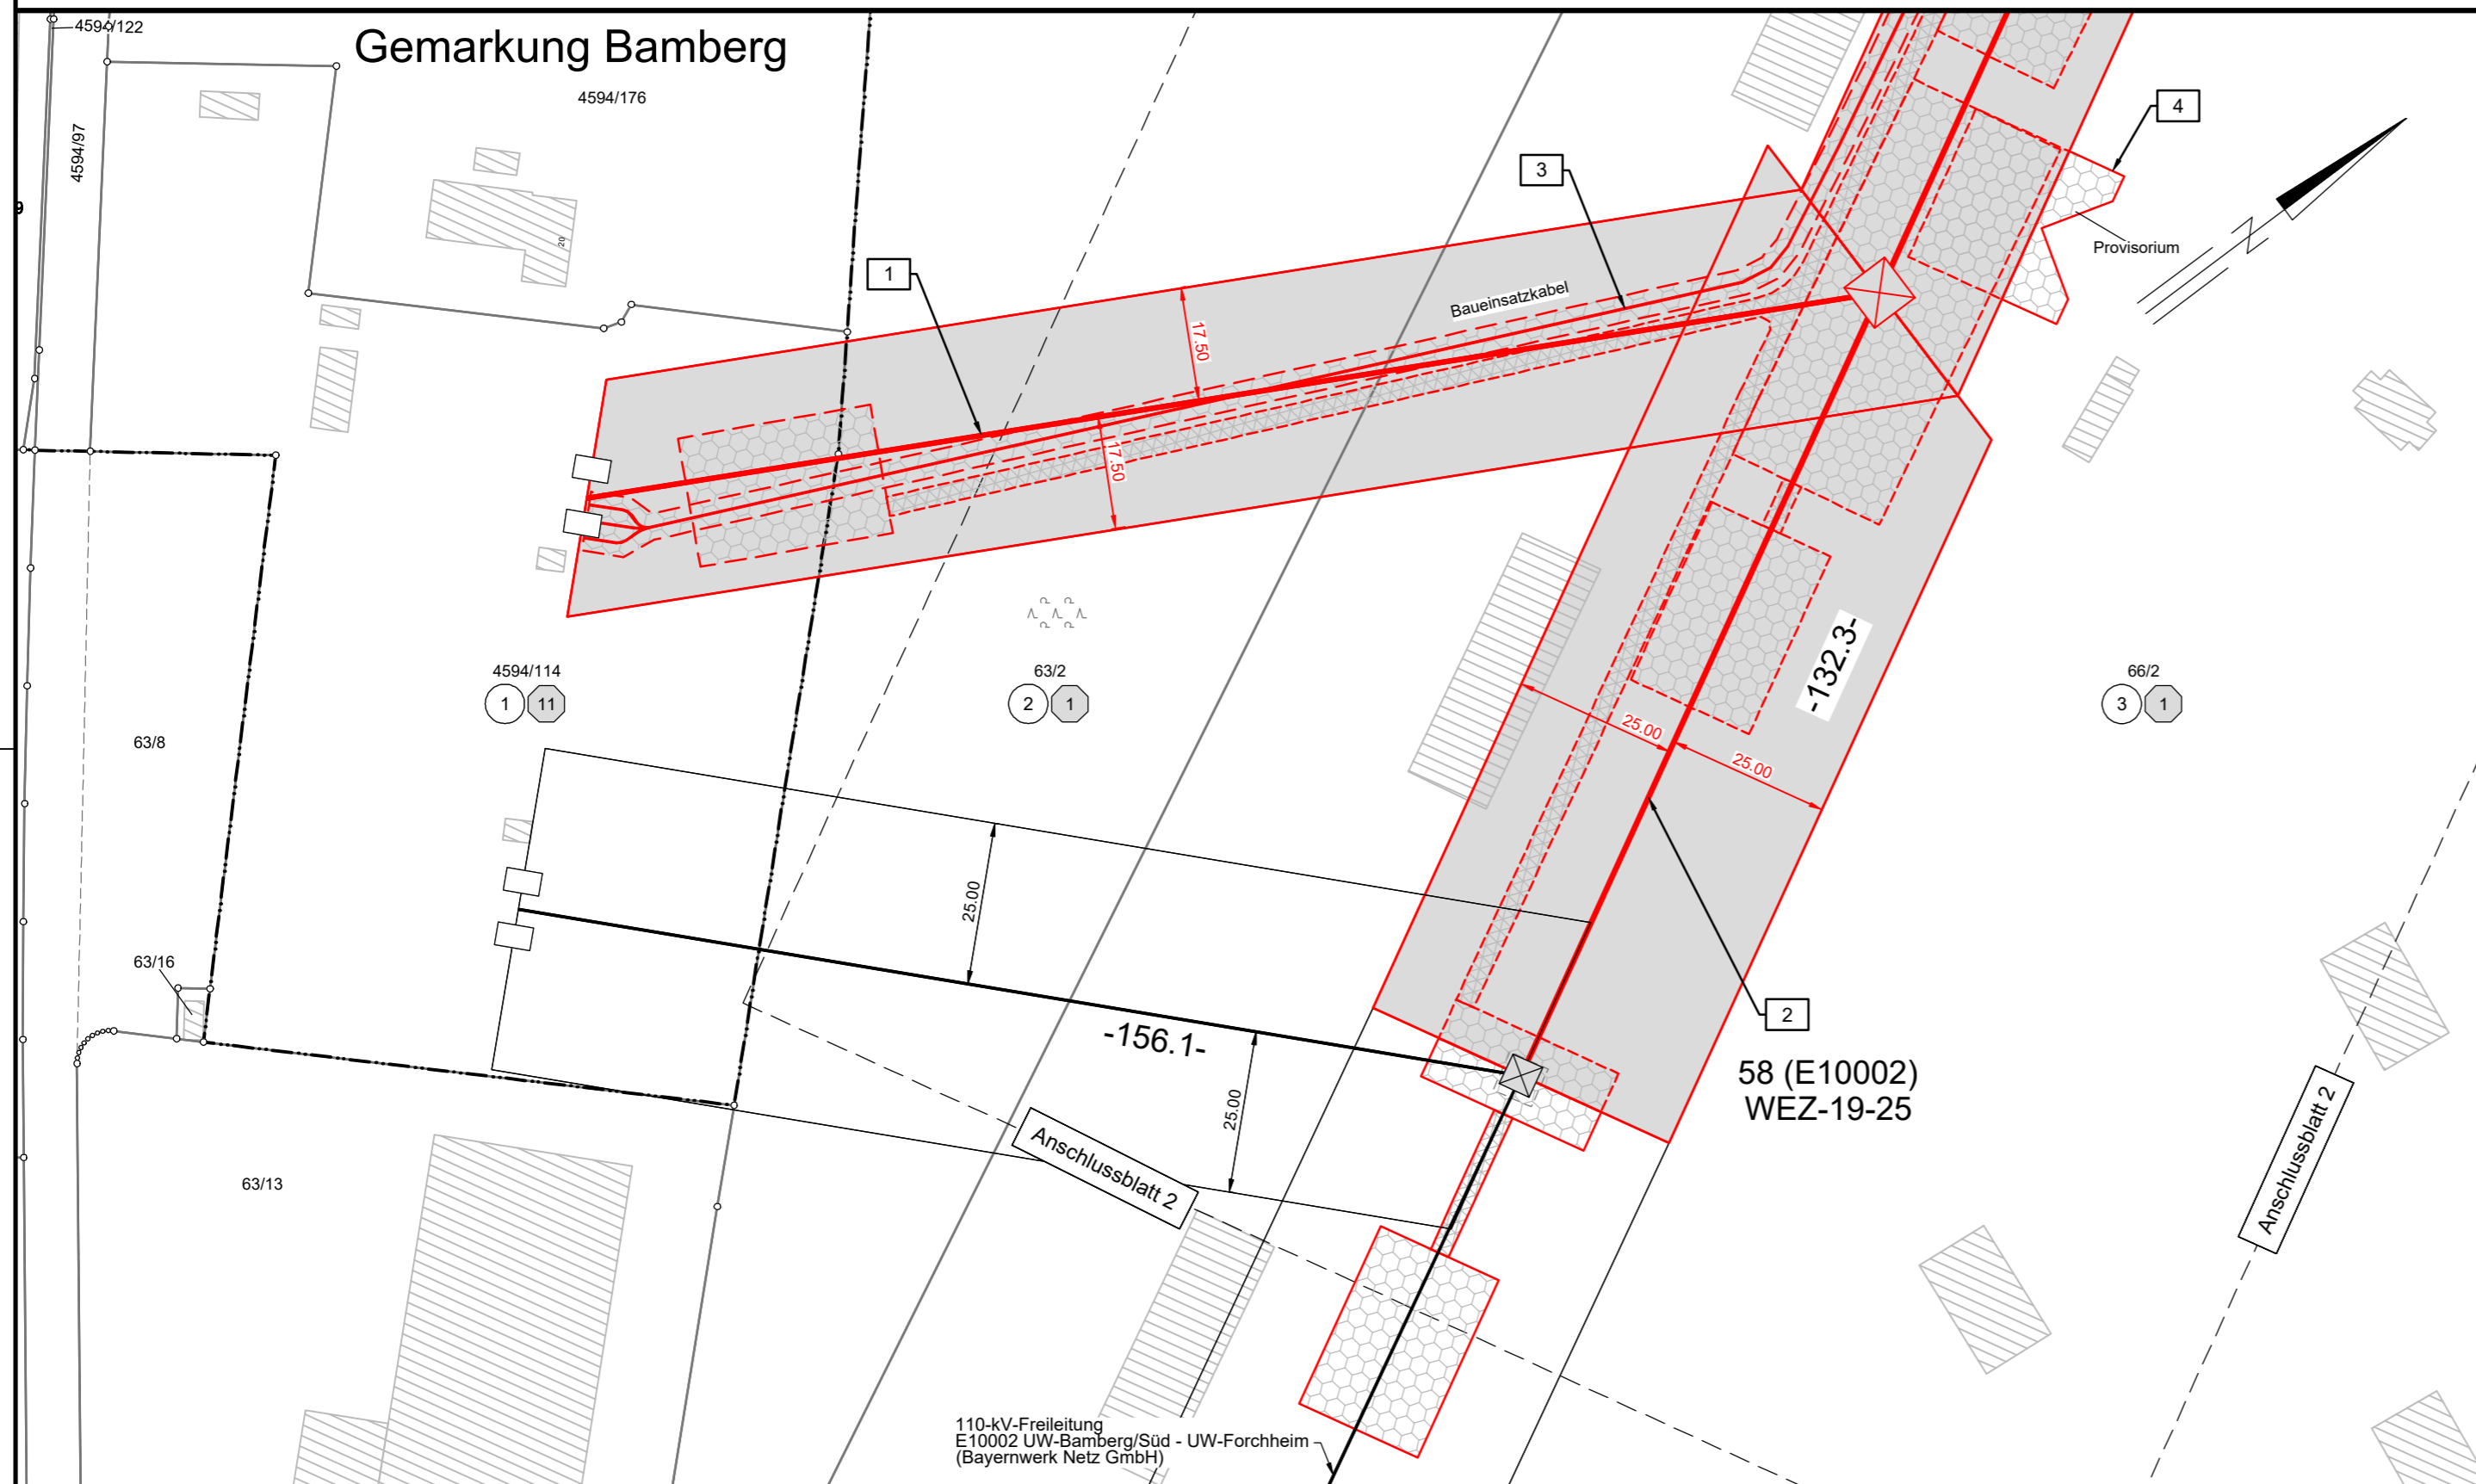 4594/122
Gemarkung Bamberg
4594/176
4594/97
9
20
4
3
1
Provisorium
Baueinsatzkabel
17.50
17.50
4594/114
1 11
63/2
2 1
66/2
3 1
-132.3-
25.00
25.00
63/8
25.00
63/16
-156.1-
25.00
2
58 (E10002)
WEZ-19-25
Anschlussblatt 2
Anschlussblatt 2
63/13
110-kV-Freileitung
E10002 UW-Bamberg/Süd - UW-Forchheim
(Bayernwerk Netz GmbH)